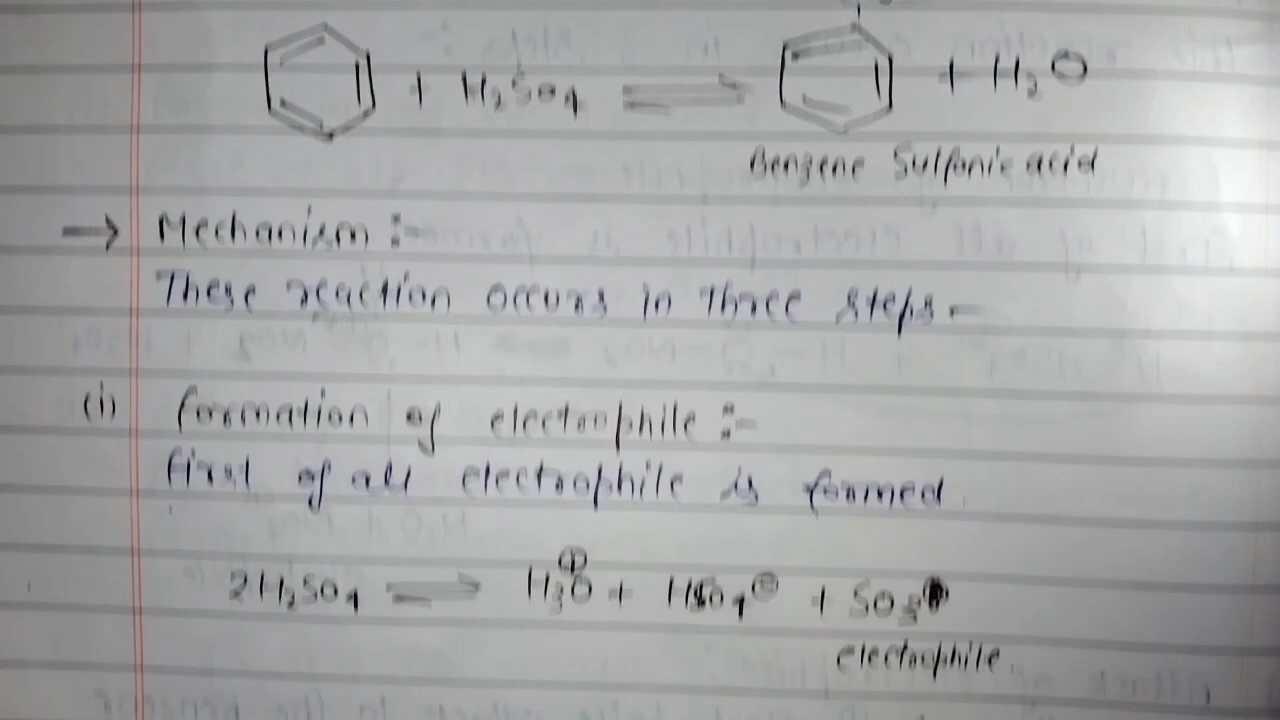 + H₂SO₄ ⇌ + H₂O
Benzene Sulfonic acid
→ Mechanism :-
These reaction occurs in three steps -
(i) formation of electrophile :-
first of all electrophile is formed
2H₂SO₄ ⇌ H₃O⊕ + HSO₄⊖ + SO₃
electrophile.